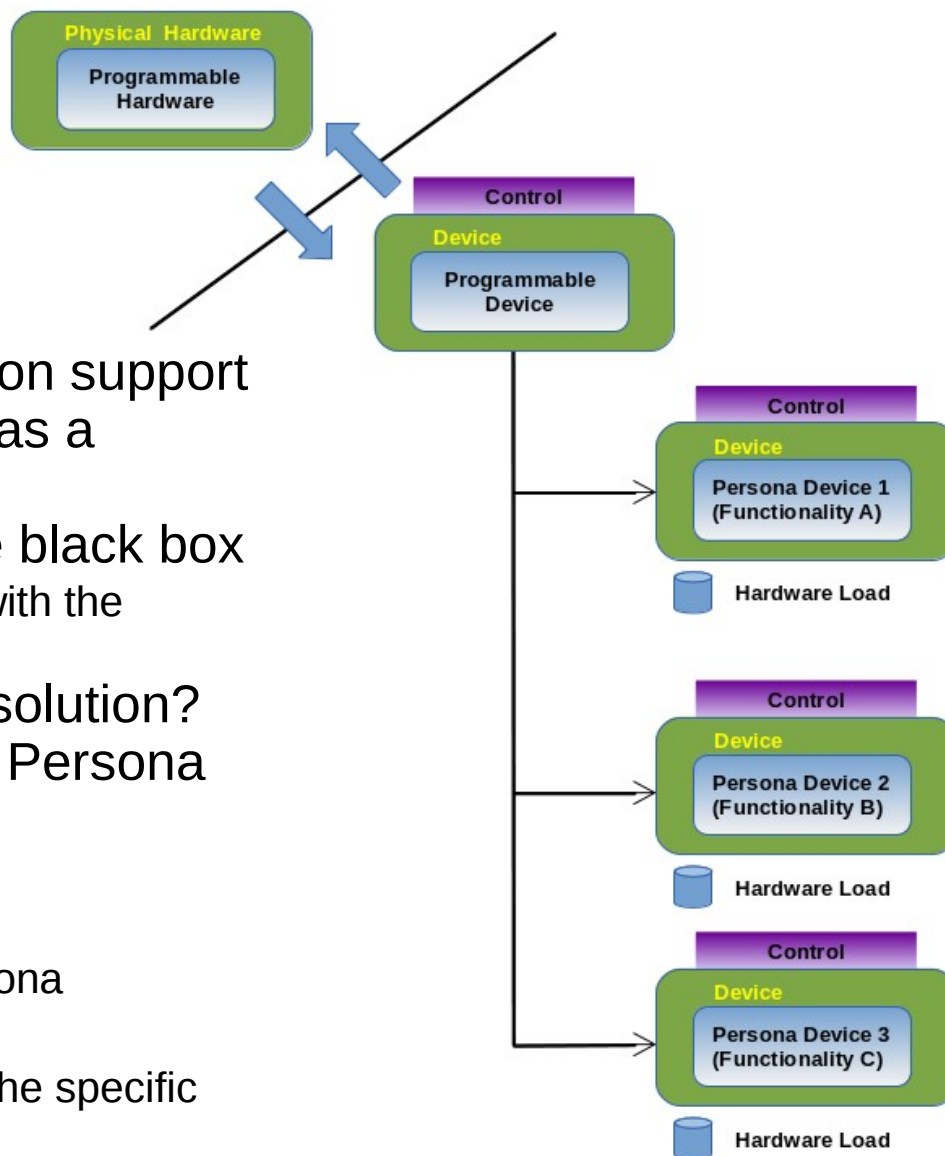 Physical Hardware
Programmable
Hardware
Control
Device
Programmable
Device
on support
as a
black box
with the
solution?
Persona
ona
he specific
Control
Device
Persona Device 1
(Functionality A)
Hardware Load
Control
Device
Persona Device 2
(Functionality B)
Hardware Load
Control
Device
Persona Device 3
(Functionality C)
Hardware Load